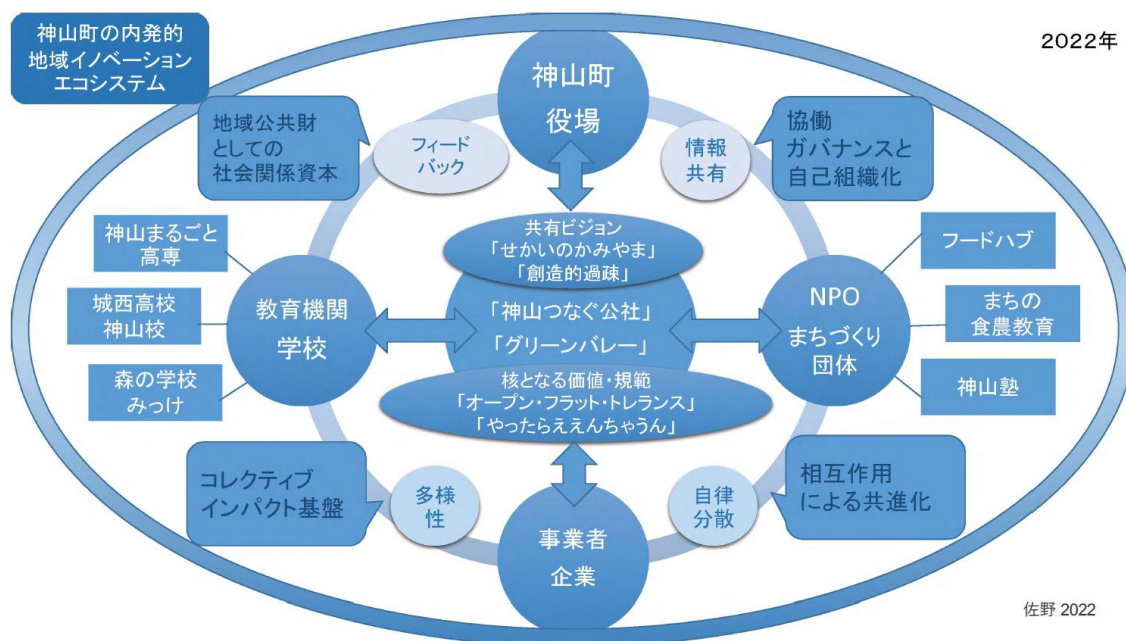 神山町の内発的
地域イノベーション
エコシステム
2022年
神山町
役場
地域公共財
としての
社会関係資本
フィード
バック
情報
共有
協働
ガバナンスと
自己組織化
共有ビジョン
「せかいのかみやま」
「創造的過疎」
神山まるごと
高専
城西高校
神山校
森の学校
みっけ
教育機関
学校
「神山つなぐ公社」
「グリーンバレー」
NPO
まちづくり
団体
フードハブ
まちの
食農教育
神山塾
核となる価値・規範
「オープン・フラット・トレランス」
「やったらええんちゃうん」
コレクティブ
インパクト基盤
多様
性
自律
分散
相互作用
による共進化
事業者
企業
佐野 2022